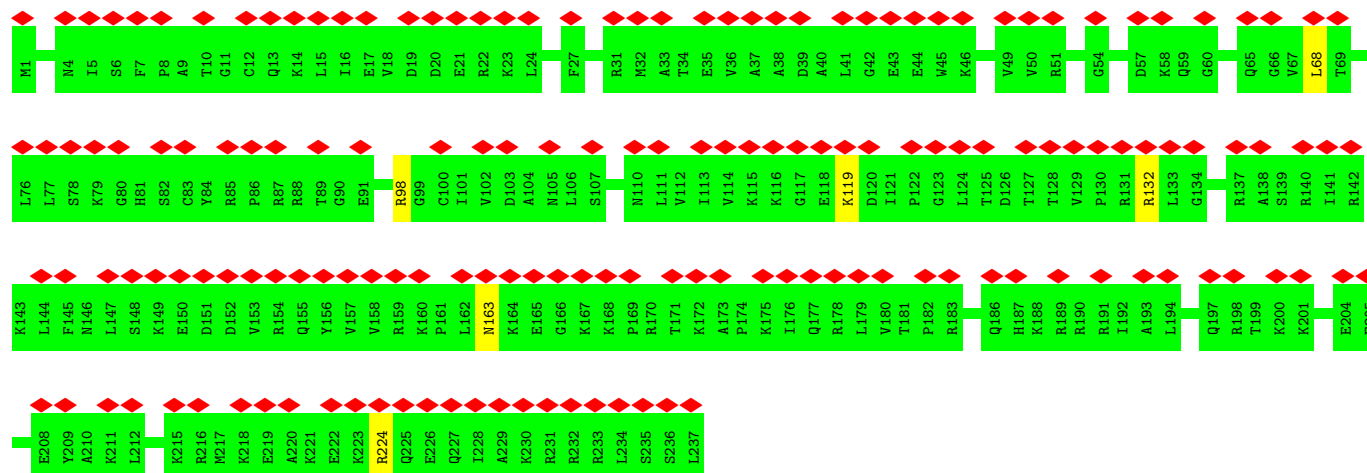 M1 N4 I5 S6 F7 P8 A9 T10 G11 C12 Q13 K14 L15 I16 E17 V18 D19 D20 E21 R22 K23 L24 F27 R31 M32 A33 T34 E35 V36 A37 A38 D39 A40 L41 G42 E43 E44 W45 K46 V49 V50 R51 G54 D57 K58 Q59 G60 Q65 G66 V67 L68 T69
L76 L77 S78 K79 G80 H81 S82 C83 Y84 R85 P86 R87 R88 T89 G90 E91 R98 G99 C100 I101 V102 D103 A104 N105 L106 S107 N110 L111 V112 I113 V114 K115 K116 G117 E118 K119 D120 I121 P122 G123 L124 T125 D126 T127 T128 V129 P130 R131 R132 L133 G134 R137 A138 S139 R140 I141 R142
K143 L144 F145 N146 L147 S148 K149 E150 D151 D152 V153 R154 Q155 Y156 V157 V158 R159 K160 P161 L162 N163 K164 E165 G166 K167 K168 P169 R170 T171 K172 A173 P174 K175 I176 Q177 R178 L179 V180 T181 P182 R183 Q186 H187 K188 R189 R190 R191 I192 A193 L194 Q197 R198 T199 K200 K201 E204
E208 Y209 A210 K211 L212 K215 R216 M217 K218 E219 A220 K221 E222 K223 R224 Q225 E226 Q227 I228 A229 K230 R231 R232 R233 L234 S235 S236 L237